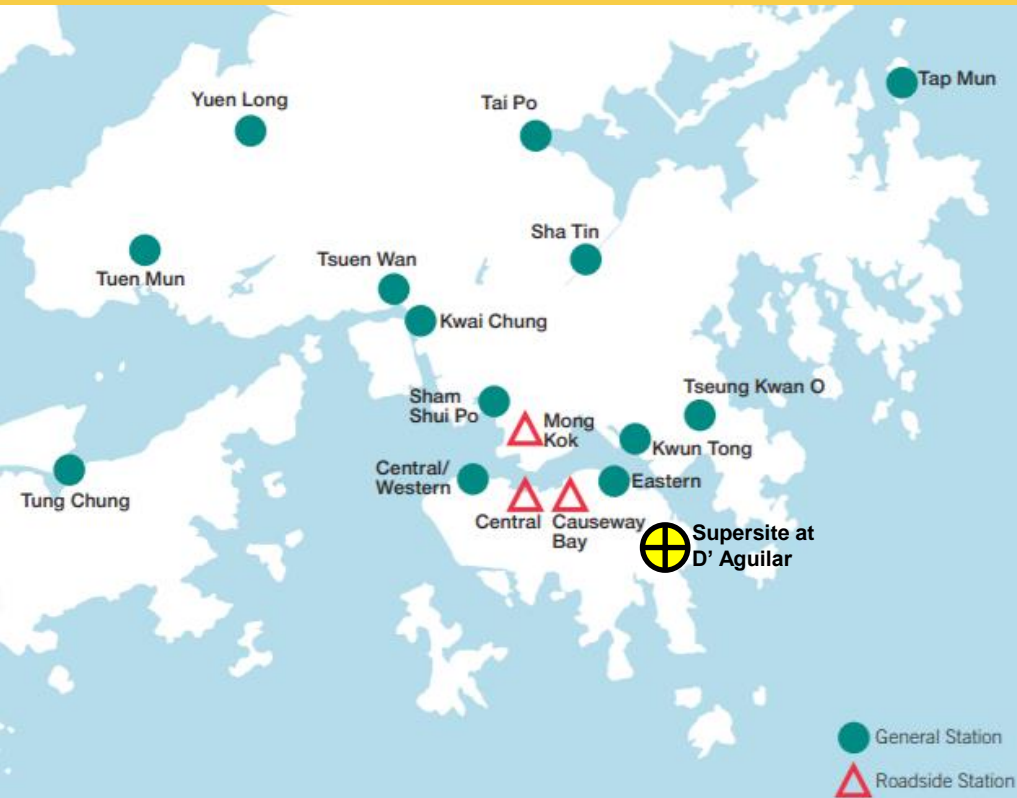 Tap Mun
Yuen Long
Tai Po
Sha Tin
Tsuen Wan
Tuen Mun
Kwai Chung
Tseung Kwan O
Sham
Shui Po
Mong
Kok
Kwun Tong
Central/
Western
Eastern
Tung Chung
Central
Causeway
Bay
Supersite at
D' Aguilar
General Station
Roadside Station